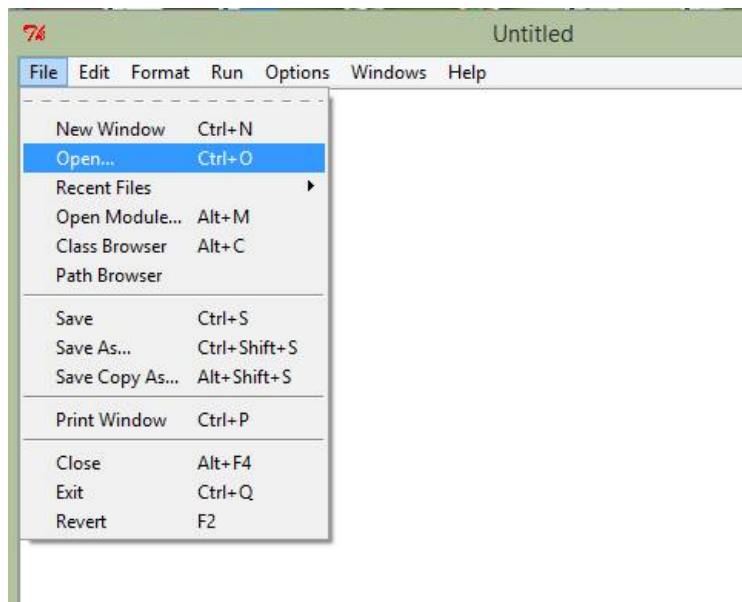 Untitled
File Edit Format Run Options Windows Help
New Window Ctrl+N
Open... Ctrl+O
Recent Files
Open Module... Alt+M
Class Browser Alt+C
Path Browser
Save Ctrl+S
Save As... Ctrl+Shift+S
Save Copy As... Alt+Shift+S
Print Window Ctrl+P
Close Alt+F4
Exit Ctrl+Q
Revert F2